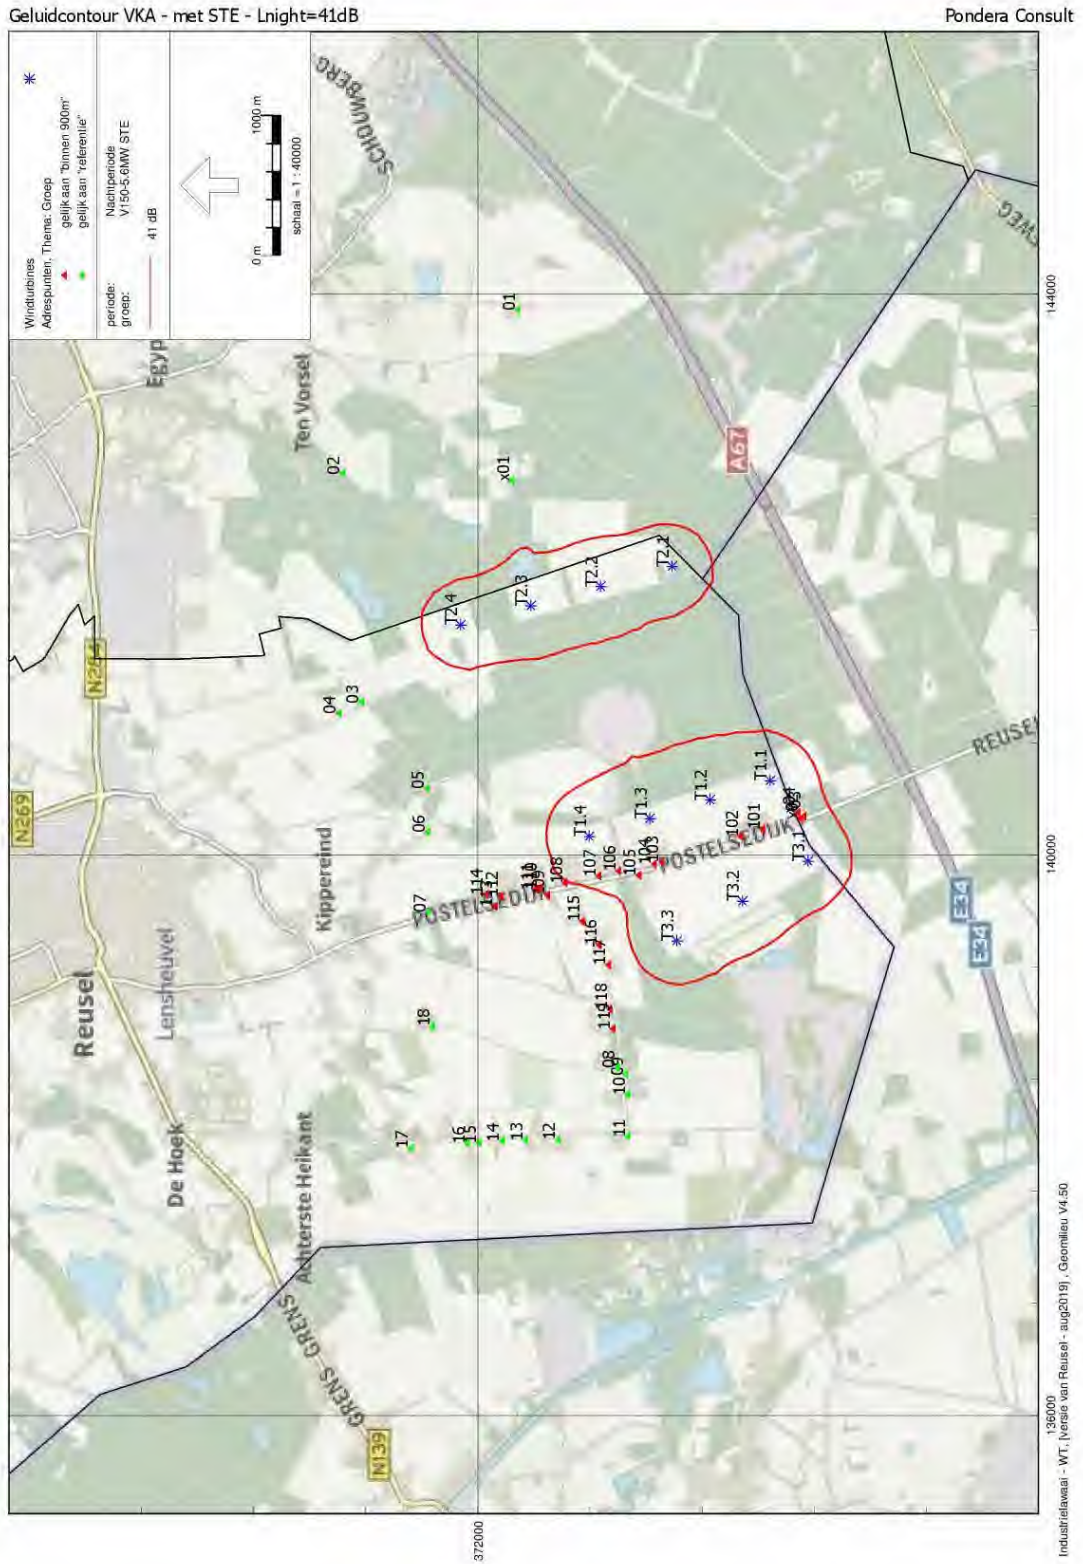 Geluidcontour VKA - met STE - Lnight=41dB
Pondera Consult
Windturbines
Adrespunten, Thema: Groep
gelijk aan "binnen 900m"
gelijk aan "referentie"
periode: Nachtperiode
groep: V150-5.6MW STE
41 dB
0 m 1000 m
schaal = 1 : 40000
SCHOUWBERG
Egyp
Ten Vorsel
01
02
x01
A67
N284
N269
04
03
05
06
07
T2.4
T2.3
T2.2
T2.1
Reusel
Lensheuvel
Kippereind
POSTELSEDIJK
POSTELSEDIJK
REUSEL
T1.4
T1.3
T1.2
T1.1
T3.1
T3.2
T3.3
101
102
103
104
105
106
107
108
109
110
112
114
115
116
117
118
119
08
09
10
11
12
13
14
15
16
17
18
De Hoek
Achterste Heikant
GRENS GRENS
GRENS
N139
E34
E34
144000
140000
136000
372000
Industrielawaai - WT, [versie van Reusel - aug2019] , Geomilieu V4.50